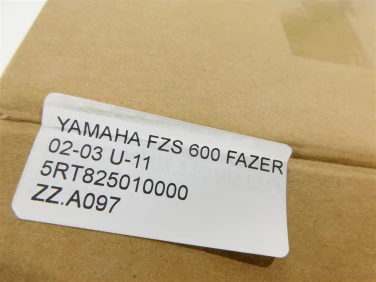 YAMAHA FZS 600 FAZER
02-03 U-11
5RT825010000
ZZ.A097